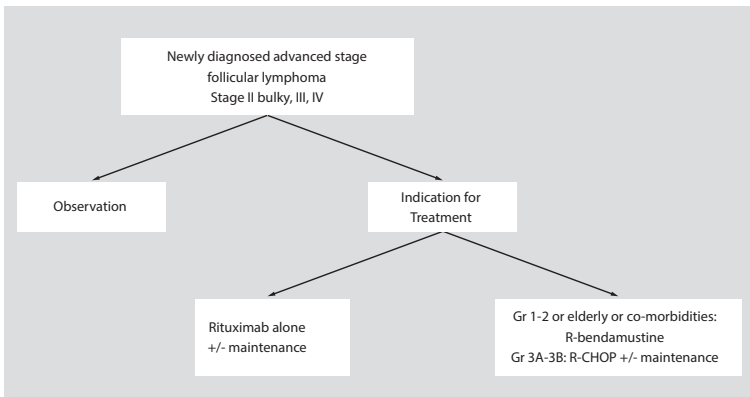 Newly diagnosed advanced stage
follicular lymphoma
Stage II bulky, III, IV
Observation
Indication for
Treatment
Rituximab alone
+/- maintenance
Gr 1-2 or elderly or co-morbidities:
R-bendamustine
Gr 3A-3B: R-CHOP +/- maintenance